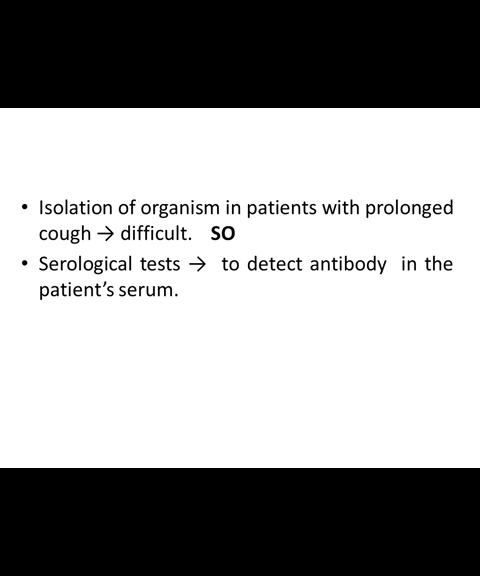 • Isolation of organism in patients with prolonged
cough → difficult. SO
• Serological tests → to detect antibody in the
patient's serum.